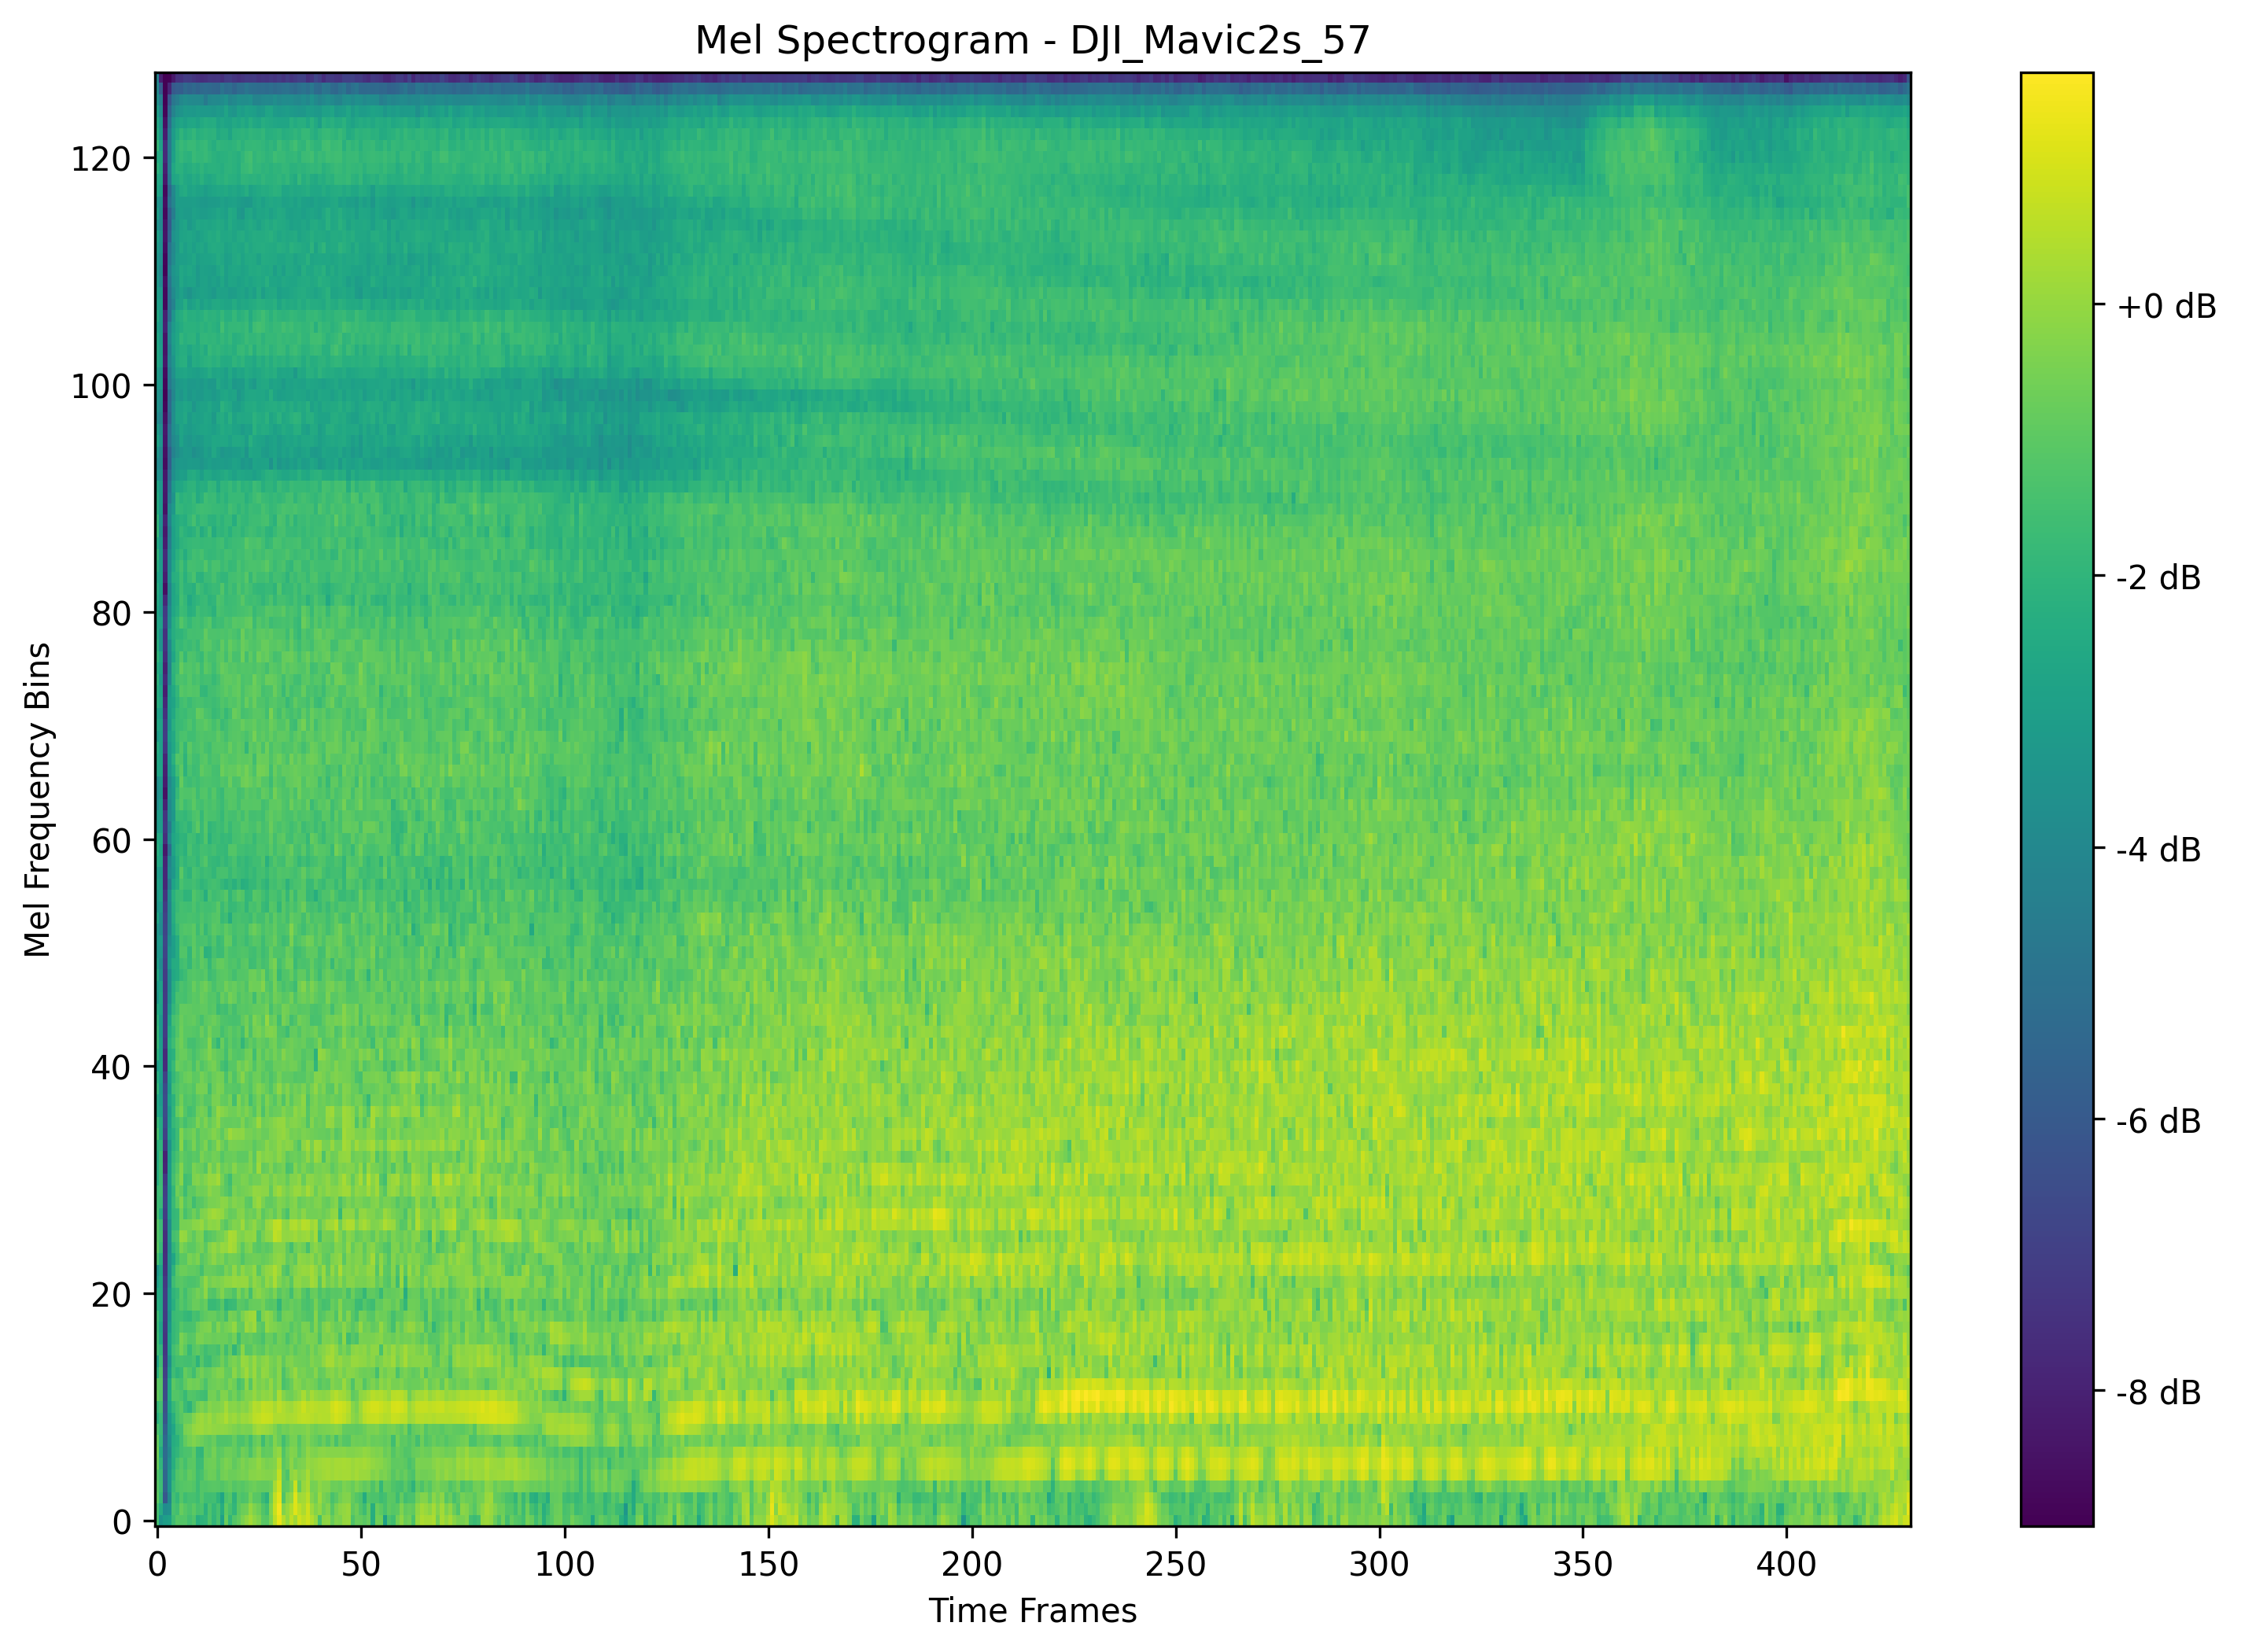 Mel Spectrogram - DJI_Mavic2s_57
Mel Frequency Bins
120
100
80
60
40
20
0
0 50 100 150 200 250 300 350 400
Time Frames
+0 dB
-2 dB
-4 dB
-6 dB
-8 dB